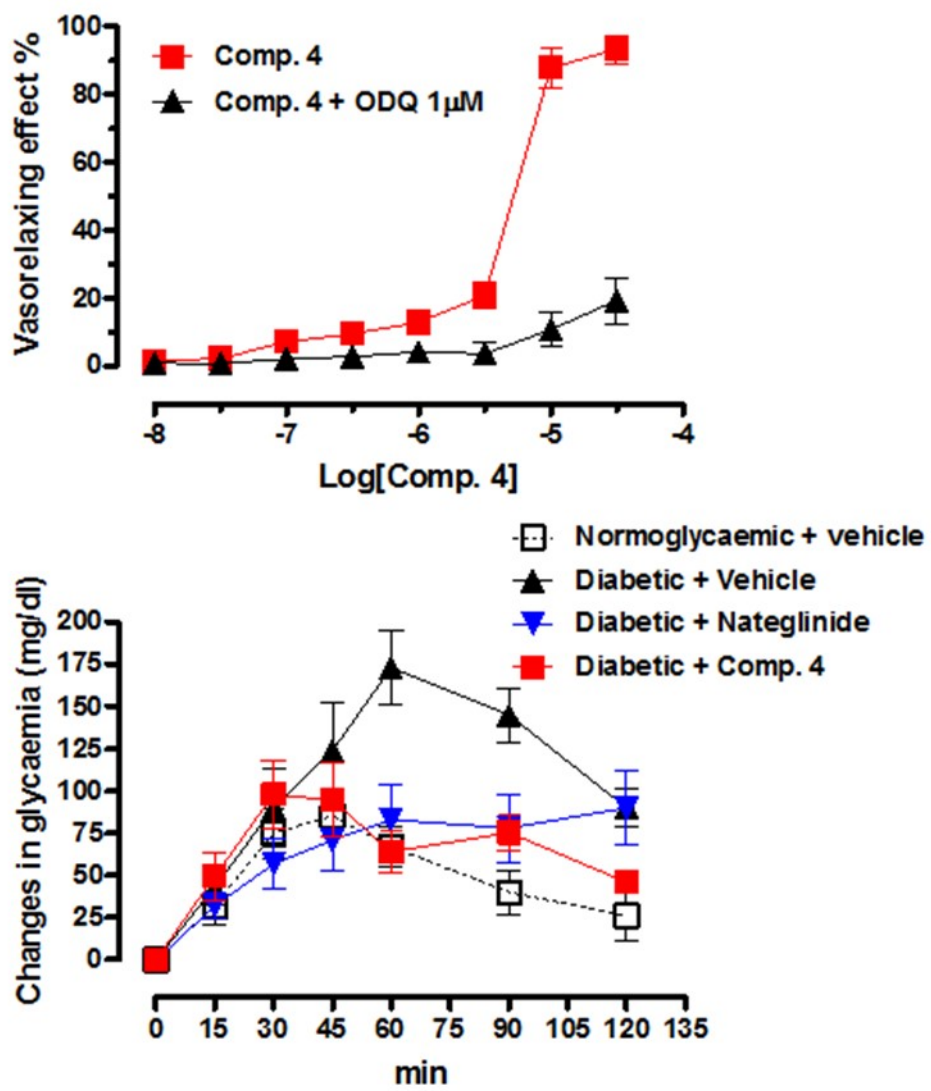 100
80
60
40
20
0
Vasorelaxing effect %
Comp. 4
Comp. 4 + ODQ 1μM
-8 -7 -6 -5 -4
Log[Comp. 4]
Normoglycaemic + vehicle
Diabetic + Vehicle
Diabetic + Nateglinide
Diabetic + Comp. 4
200
175
150
125
100
75
50
25
0
Changes in glycaemia (mg/dl)
0 15 30 45 60 75 90 105 120 135
min